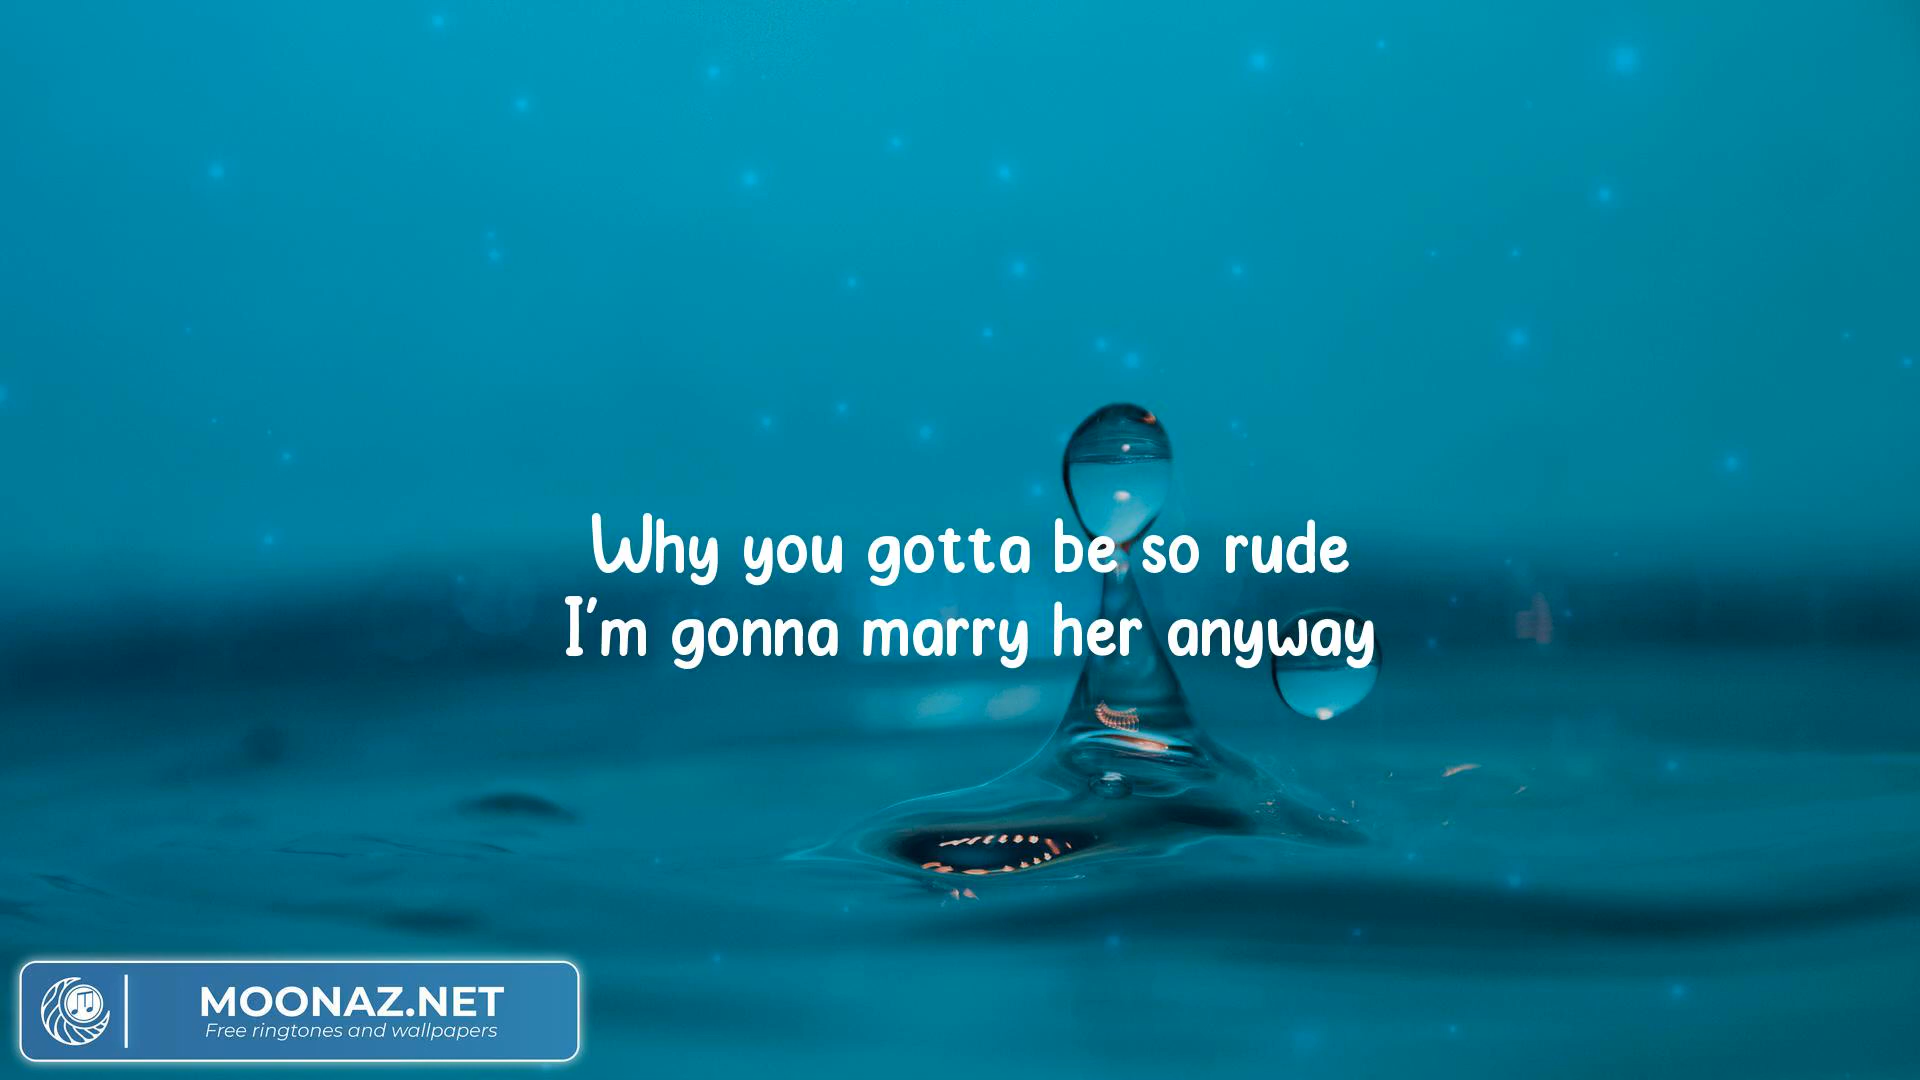 Why you gotta be so rude
I'm gonna marry her anyway
MOONAZ.NET
Free ringtones and wallpapers